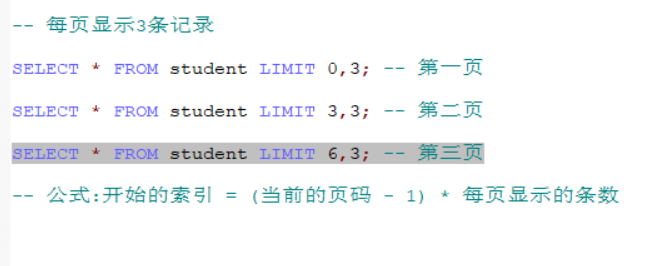 -- 每页显示3条记录
SELECT * FROM student LIMIT 0,3; -- 第一页
SELECT * FROM student LIMIT 3,3; -- 第二页
SELECT * FROM student LIMIT 6,3; -- 第三页
-- 公式:开始的索引 = (当前的页码 - 1) * 每页显示的条数